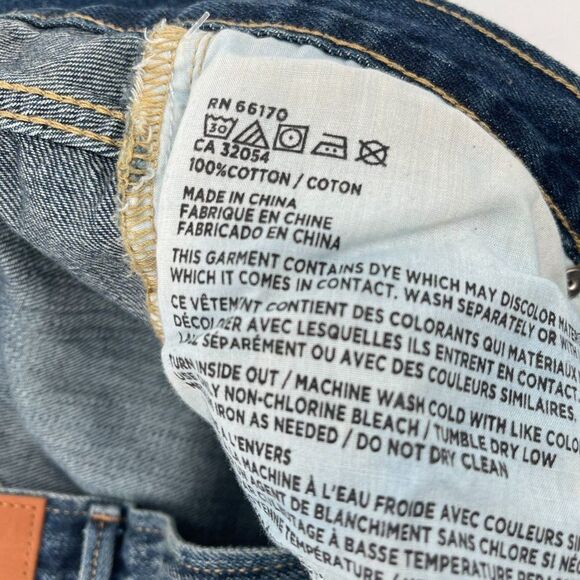 RN 66170
30
CA 32054
100%COTTON / COTON
MADE IN CHINA
FABRIQUE EN CHINE
FABRICADO EN CHINA
THIS GARMENT CONTAINS DYE WHICH MAY DISCOLOR
WHICH IT COMES IN CONTACT. WASH SEPARATELY OR
CE VÊTEMENT CONTIENT DES COLORANTS QUI
DÉCOLORER AVEC LESQUELLES ILS ENTRENT EN CONTACT.
SÉPARÉMENT OU AVEC DES COULEURS SIMILAIRES.
TURN INSIDE OUT / MACHINE WASH COLD WITH LIKE
NON-CHLORINE BLEACH / TUMBLE DRY LOW
IRON AS NEEDED / DO NOT DRY CLEAN
L'ENVERS
MACHINE À L'EAU FROIDE AVEC COULEURS
AGENT DE BLANCHIMENT SANS CHLORE SI
À BASSE TEMPERATURE